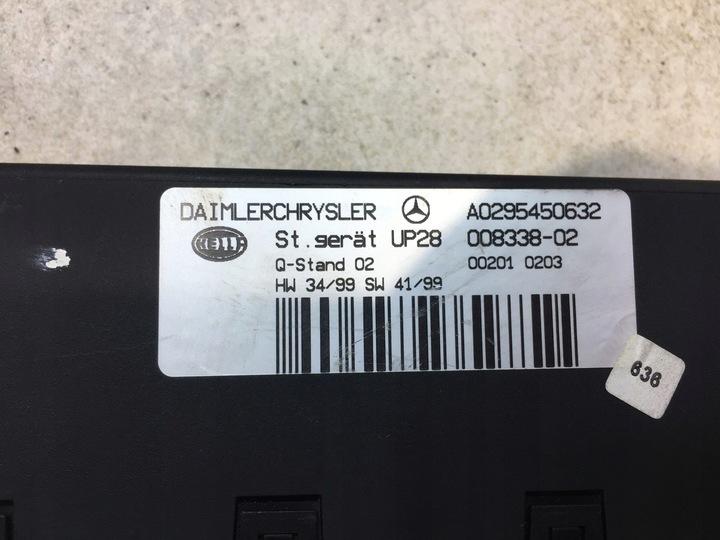 DAIMLERCHRYSLER A0295450632
HELLA St.gerät UP28 008338-02
Q-Stand 02 00201 0203
HW 34/99 SW 41/99
636